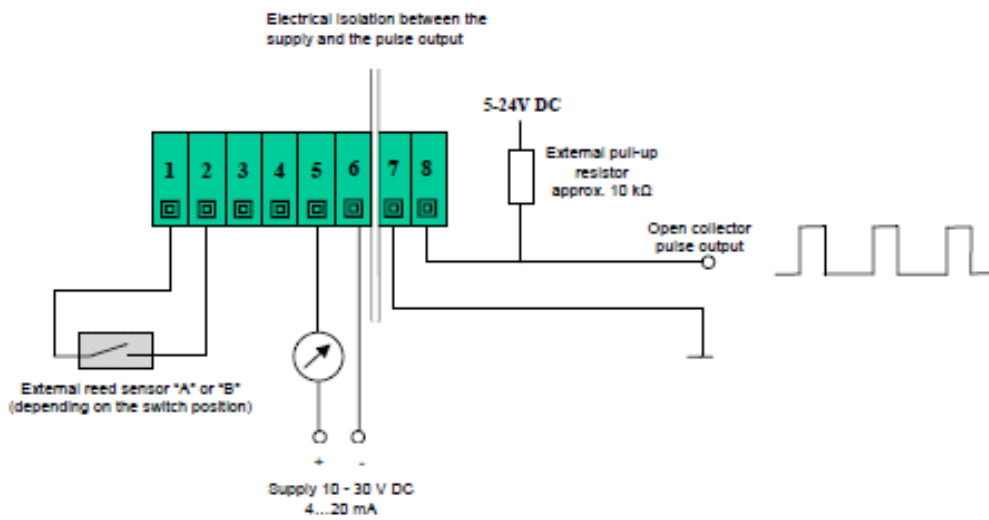 Electrical isolation between the
supply and the pulse output
5-24V DC
1 2 3 4 5 6 7 8
External pull-up
resistor
approx. 10 kΩ
Open collector
pulse output
External reed sensor "A" or "B"
(depending on the switch position)
+ -
Supply 10 - 30 V DC
4...20 mA